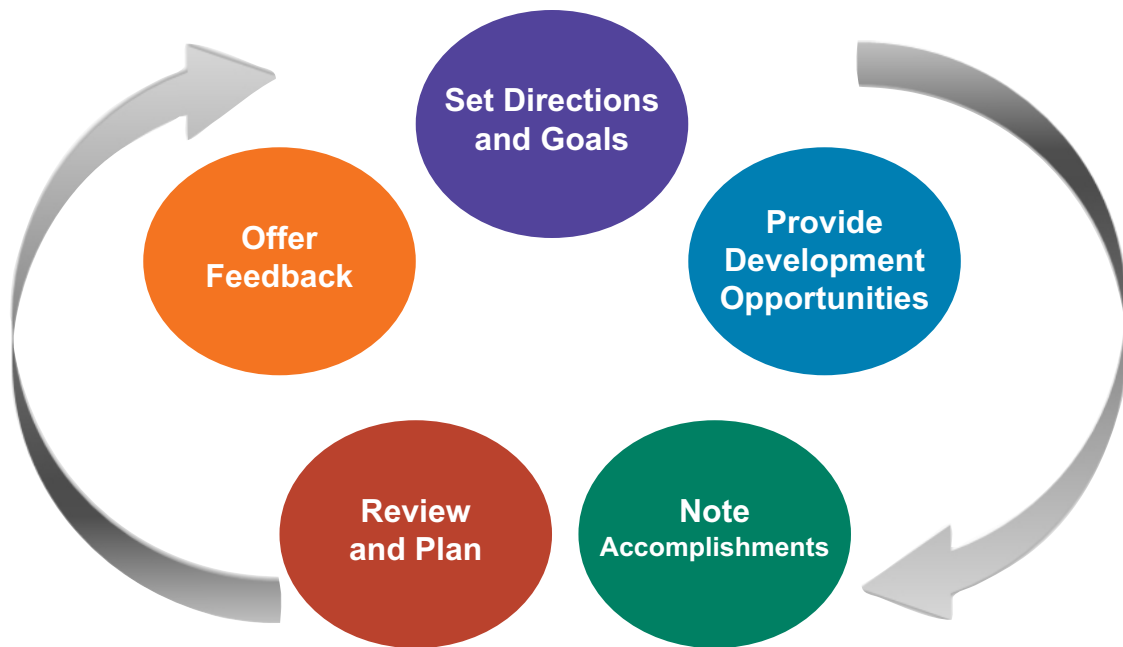 Set Directions
and Goals
Provide
Development
Opportunities
Note
Accomplishments
Review
and Plan
Offer
Feedback